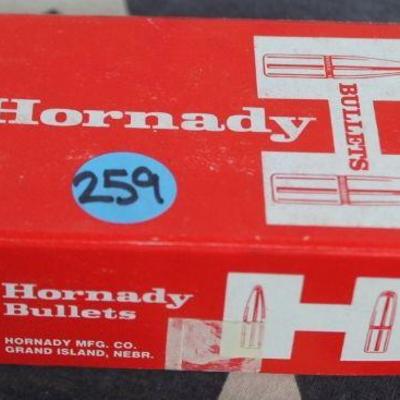 Hornady
BULLETS
259
Hornady
Bullets
HORNADY MFG. CO.
GRAND ISLAND, NEBR.